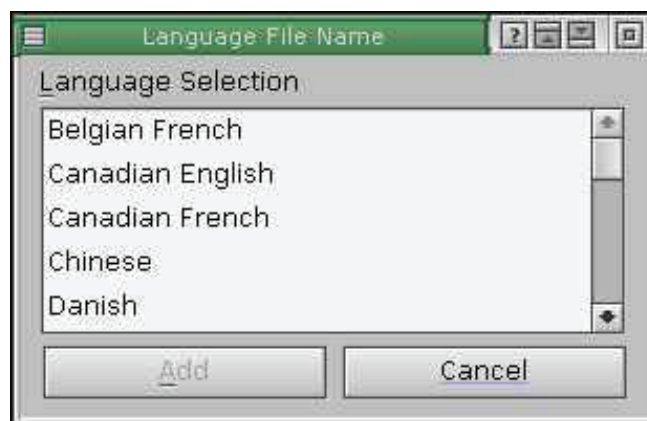 Language File Name
?
Language Selection
Belgian French
Canadian English
Canadian French
Chinese
Danish
Add
Cancel